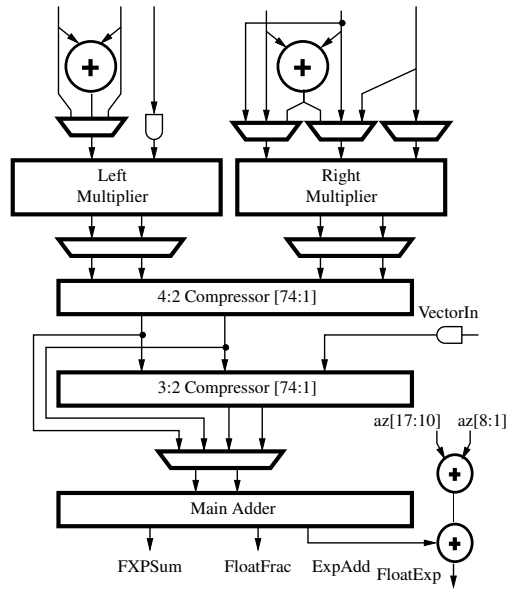 +
+
Left
Multiplier
Right
Multiplier
4:2 Compressor [74:1]
VectorIn
3:2 Compressor [74:1]
az[17:10] az[8:1]
+
Main Adder
+
FXPSum FloatFrac ExpAdd FloatExp